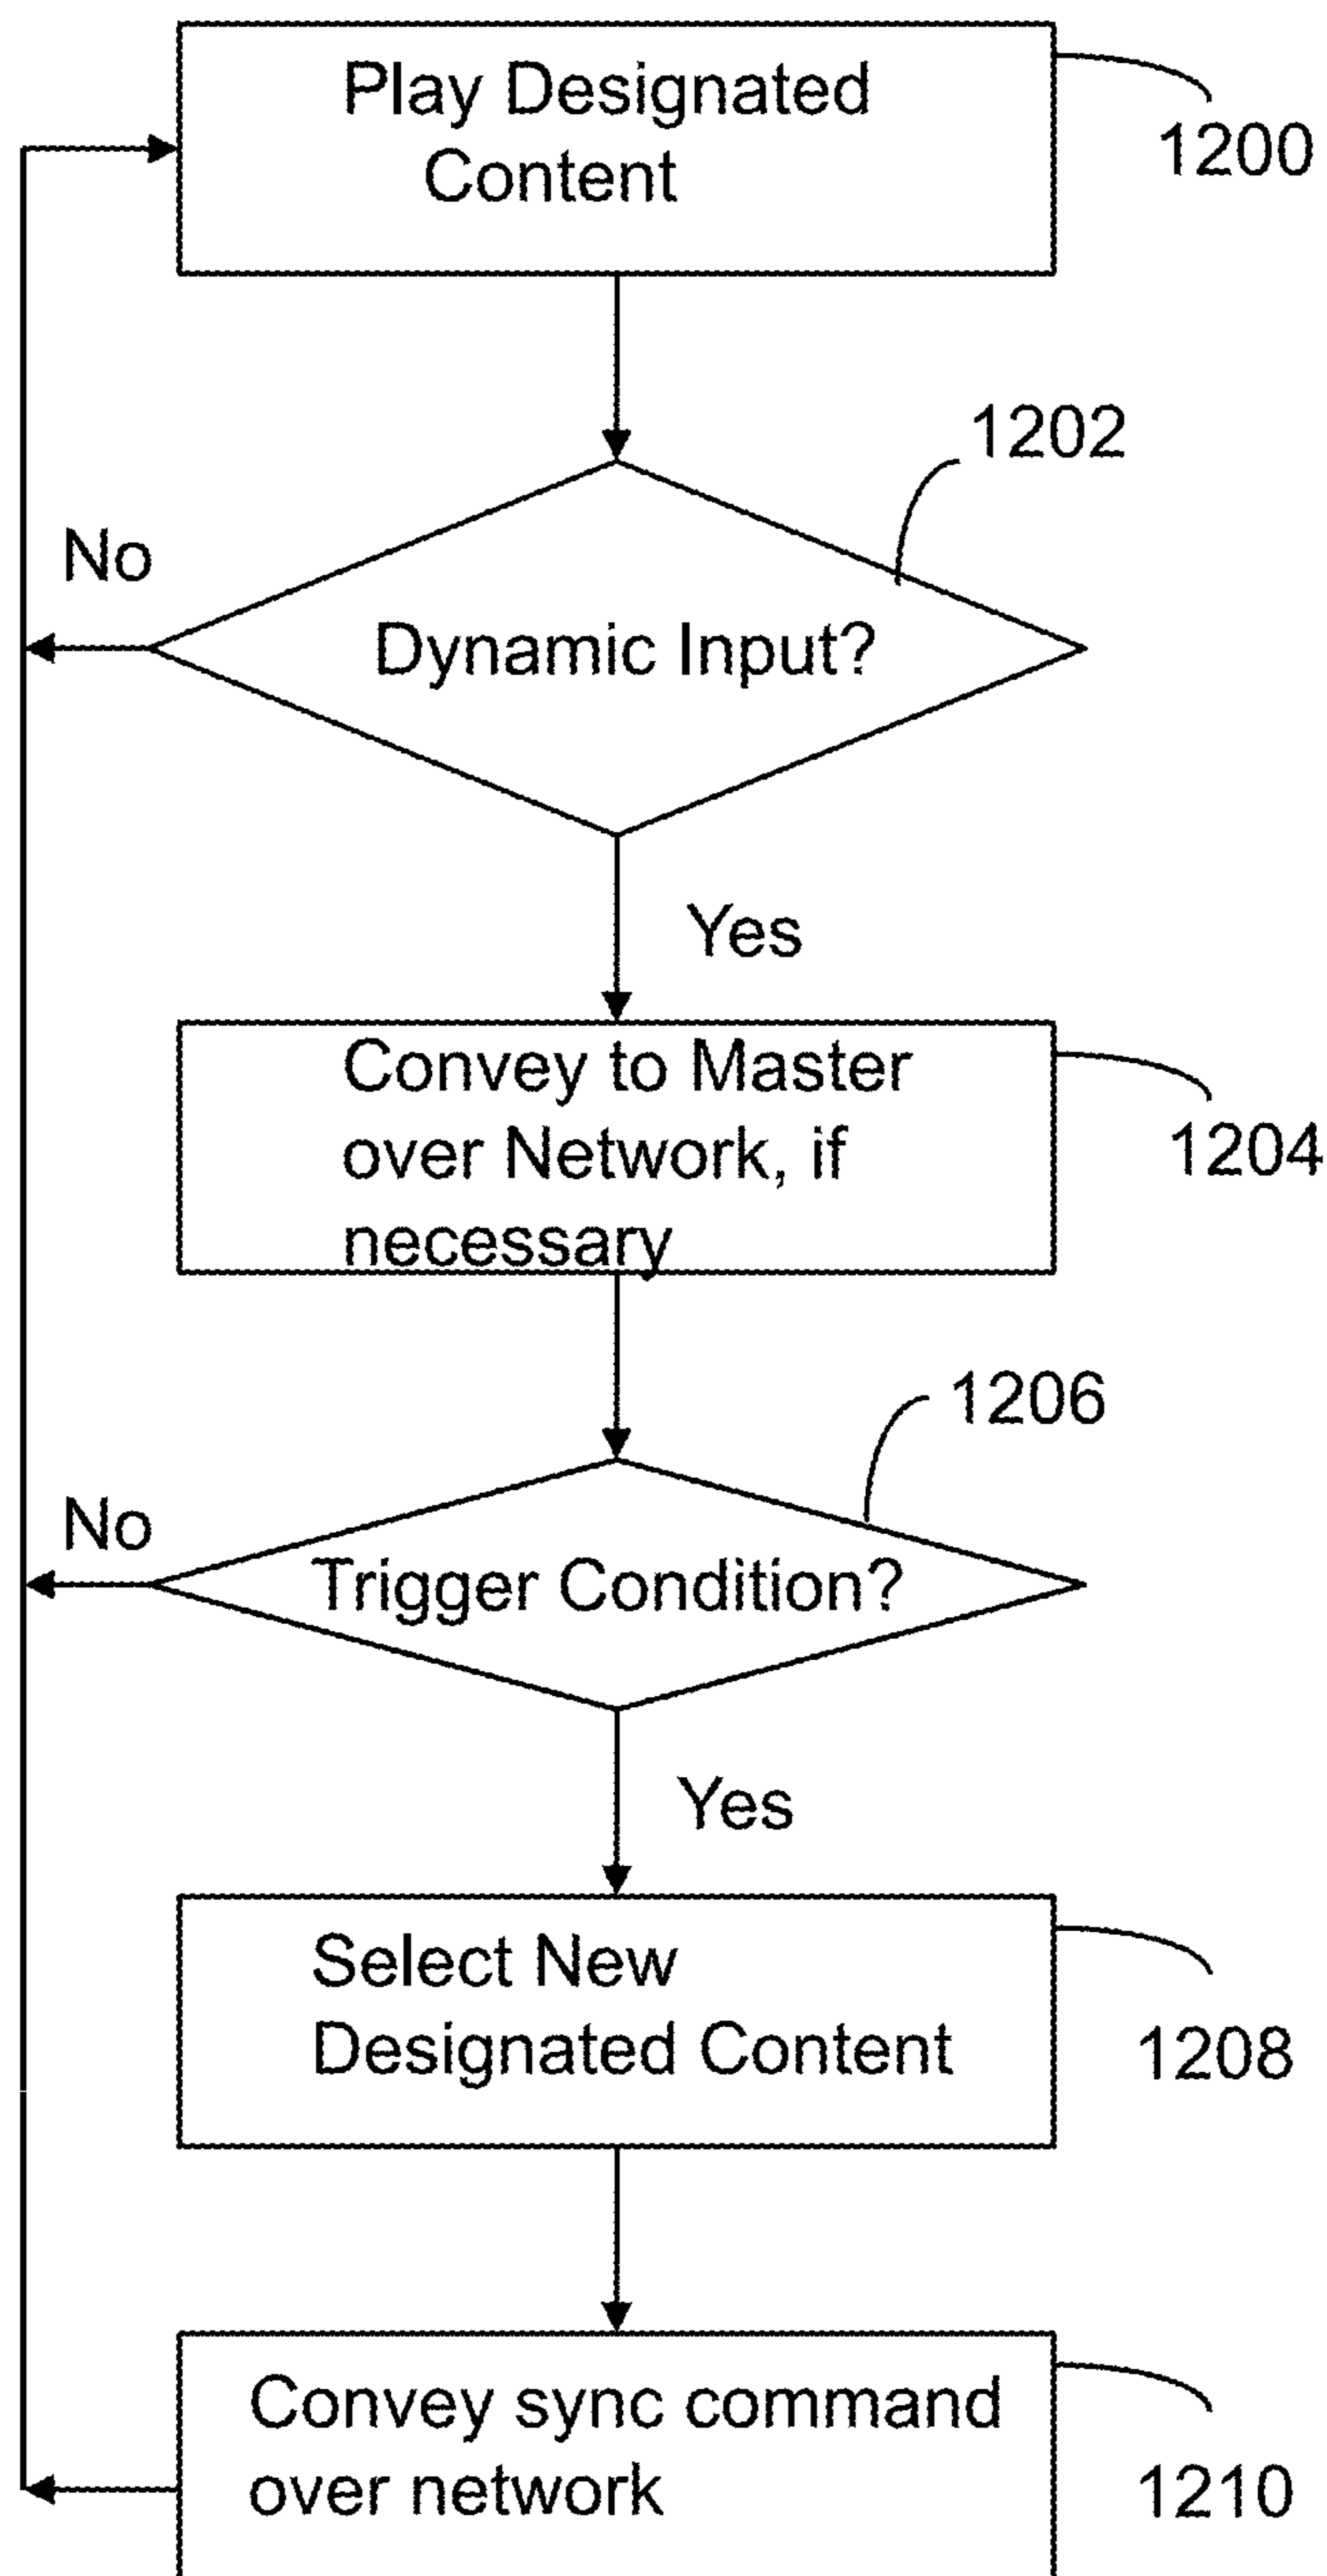 Play Designated
Content
1200
1202
No
Dynamic Input?
Yes
Convey to Master
over Network, if
necessary
1204
1206
No
Trigger Condition?
Yes
Select New
Designated Content
1208
Convey sync command
over network
1210